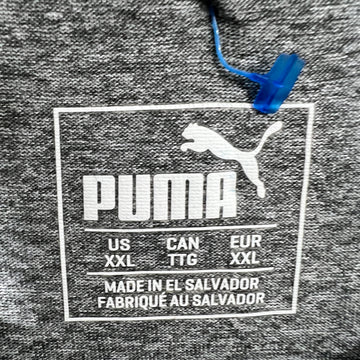 PUMA
US CAN EUR
XXL TTG XXL
MADE IN EL SALVADOR
FABRIQUÉ AU SALVADOR